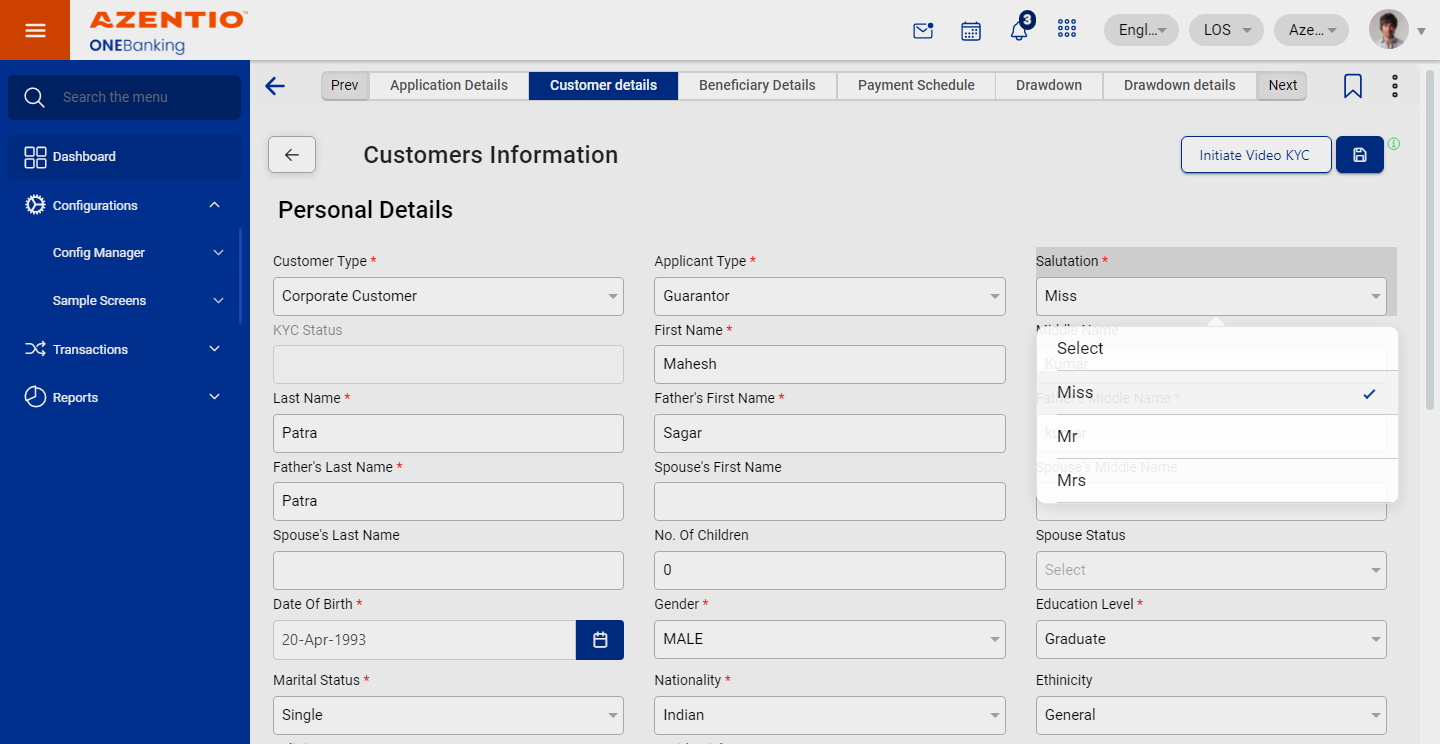 AZENTIO™
ONEBanking
3
Engl...
LOS
Aze...
Search the menu
Dashboard
Configurations
Config Manager
Sample Screens
Transactions
Reports
Prev
Application Details
Customer details
Beneficiary Details
Payment Schedule
Drawdown
Drawdown details
Next
Customers Information
Initiate Video KYC
Personal Details
Customer Type *
Applicant Type *
Salutation *
Corporate Customer
Guarantor
Miss
KYC Status
First Name *
Middle Name
Mahesh
Kumar
Select
Miss
Mr
Mrs
Last Name *
Father's First Name *
Father's Middle Name *
Patra
Sagar
kumar
Father's Last Name *
Spouse's First Name
Spouse's Middle Name
Patra
Spouse's Last Name
No. Of Children
Spouse Status
0
Select
Date Of Birth *
Gender *
Education Level *
20-Apr-1993
MALE
Graduate
Marital Status *
Nationality *
Ethinicity
Single
Indian
General